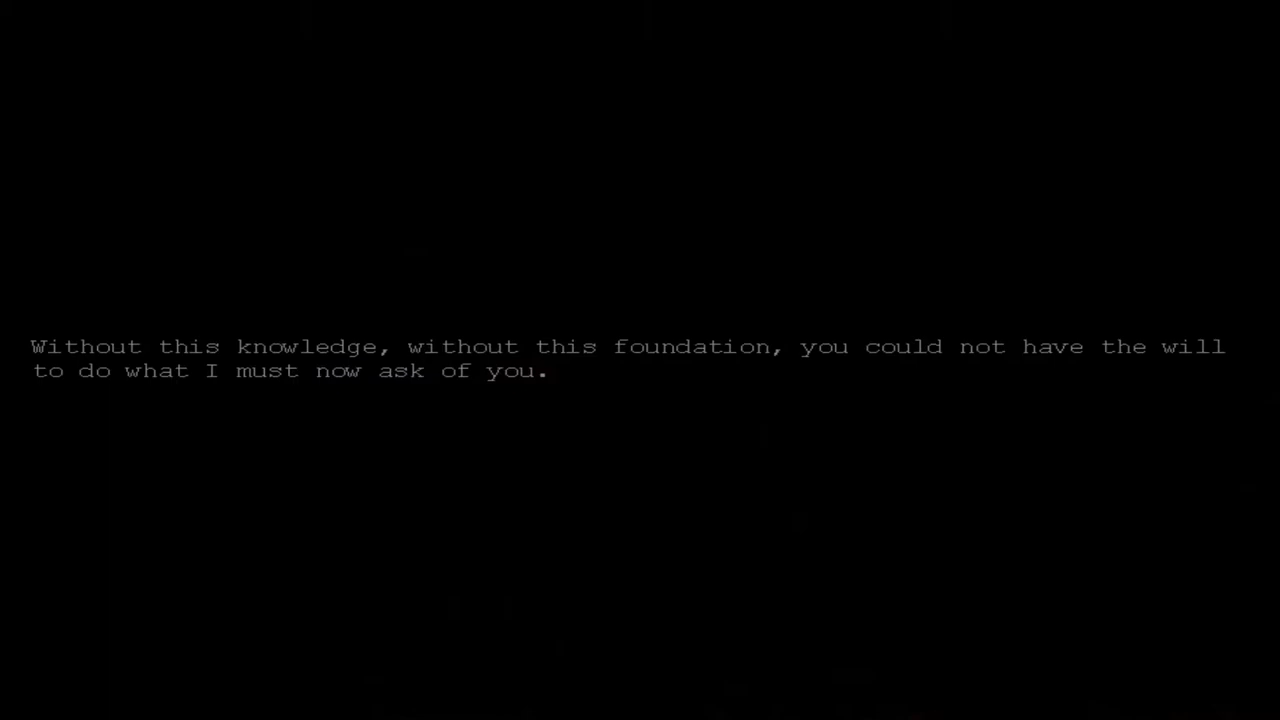 Without this knowledge, without this foundation, you could not have the will
to do what I must now ask of you.